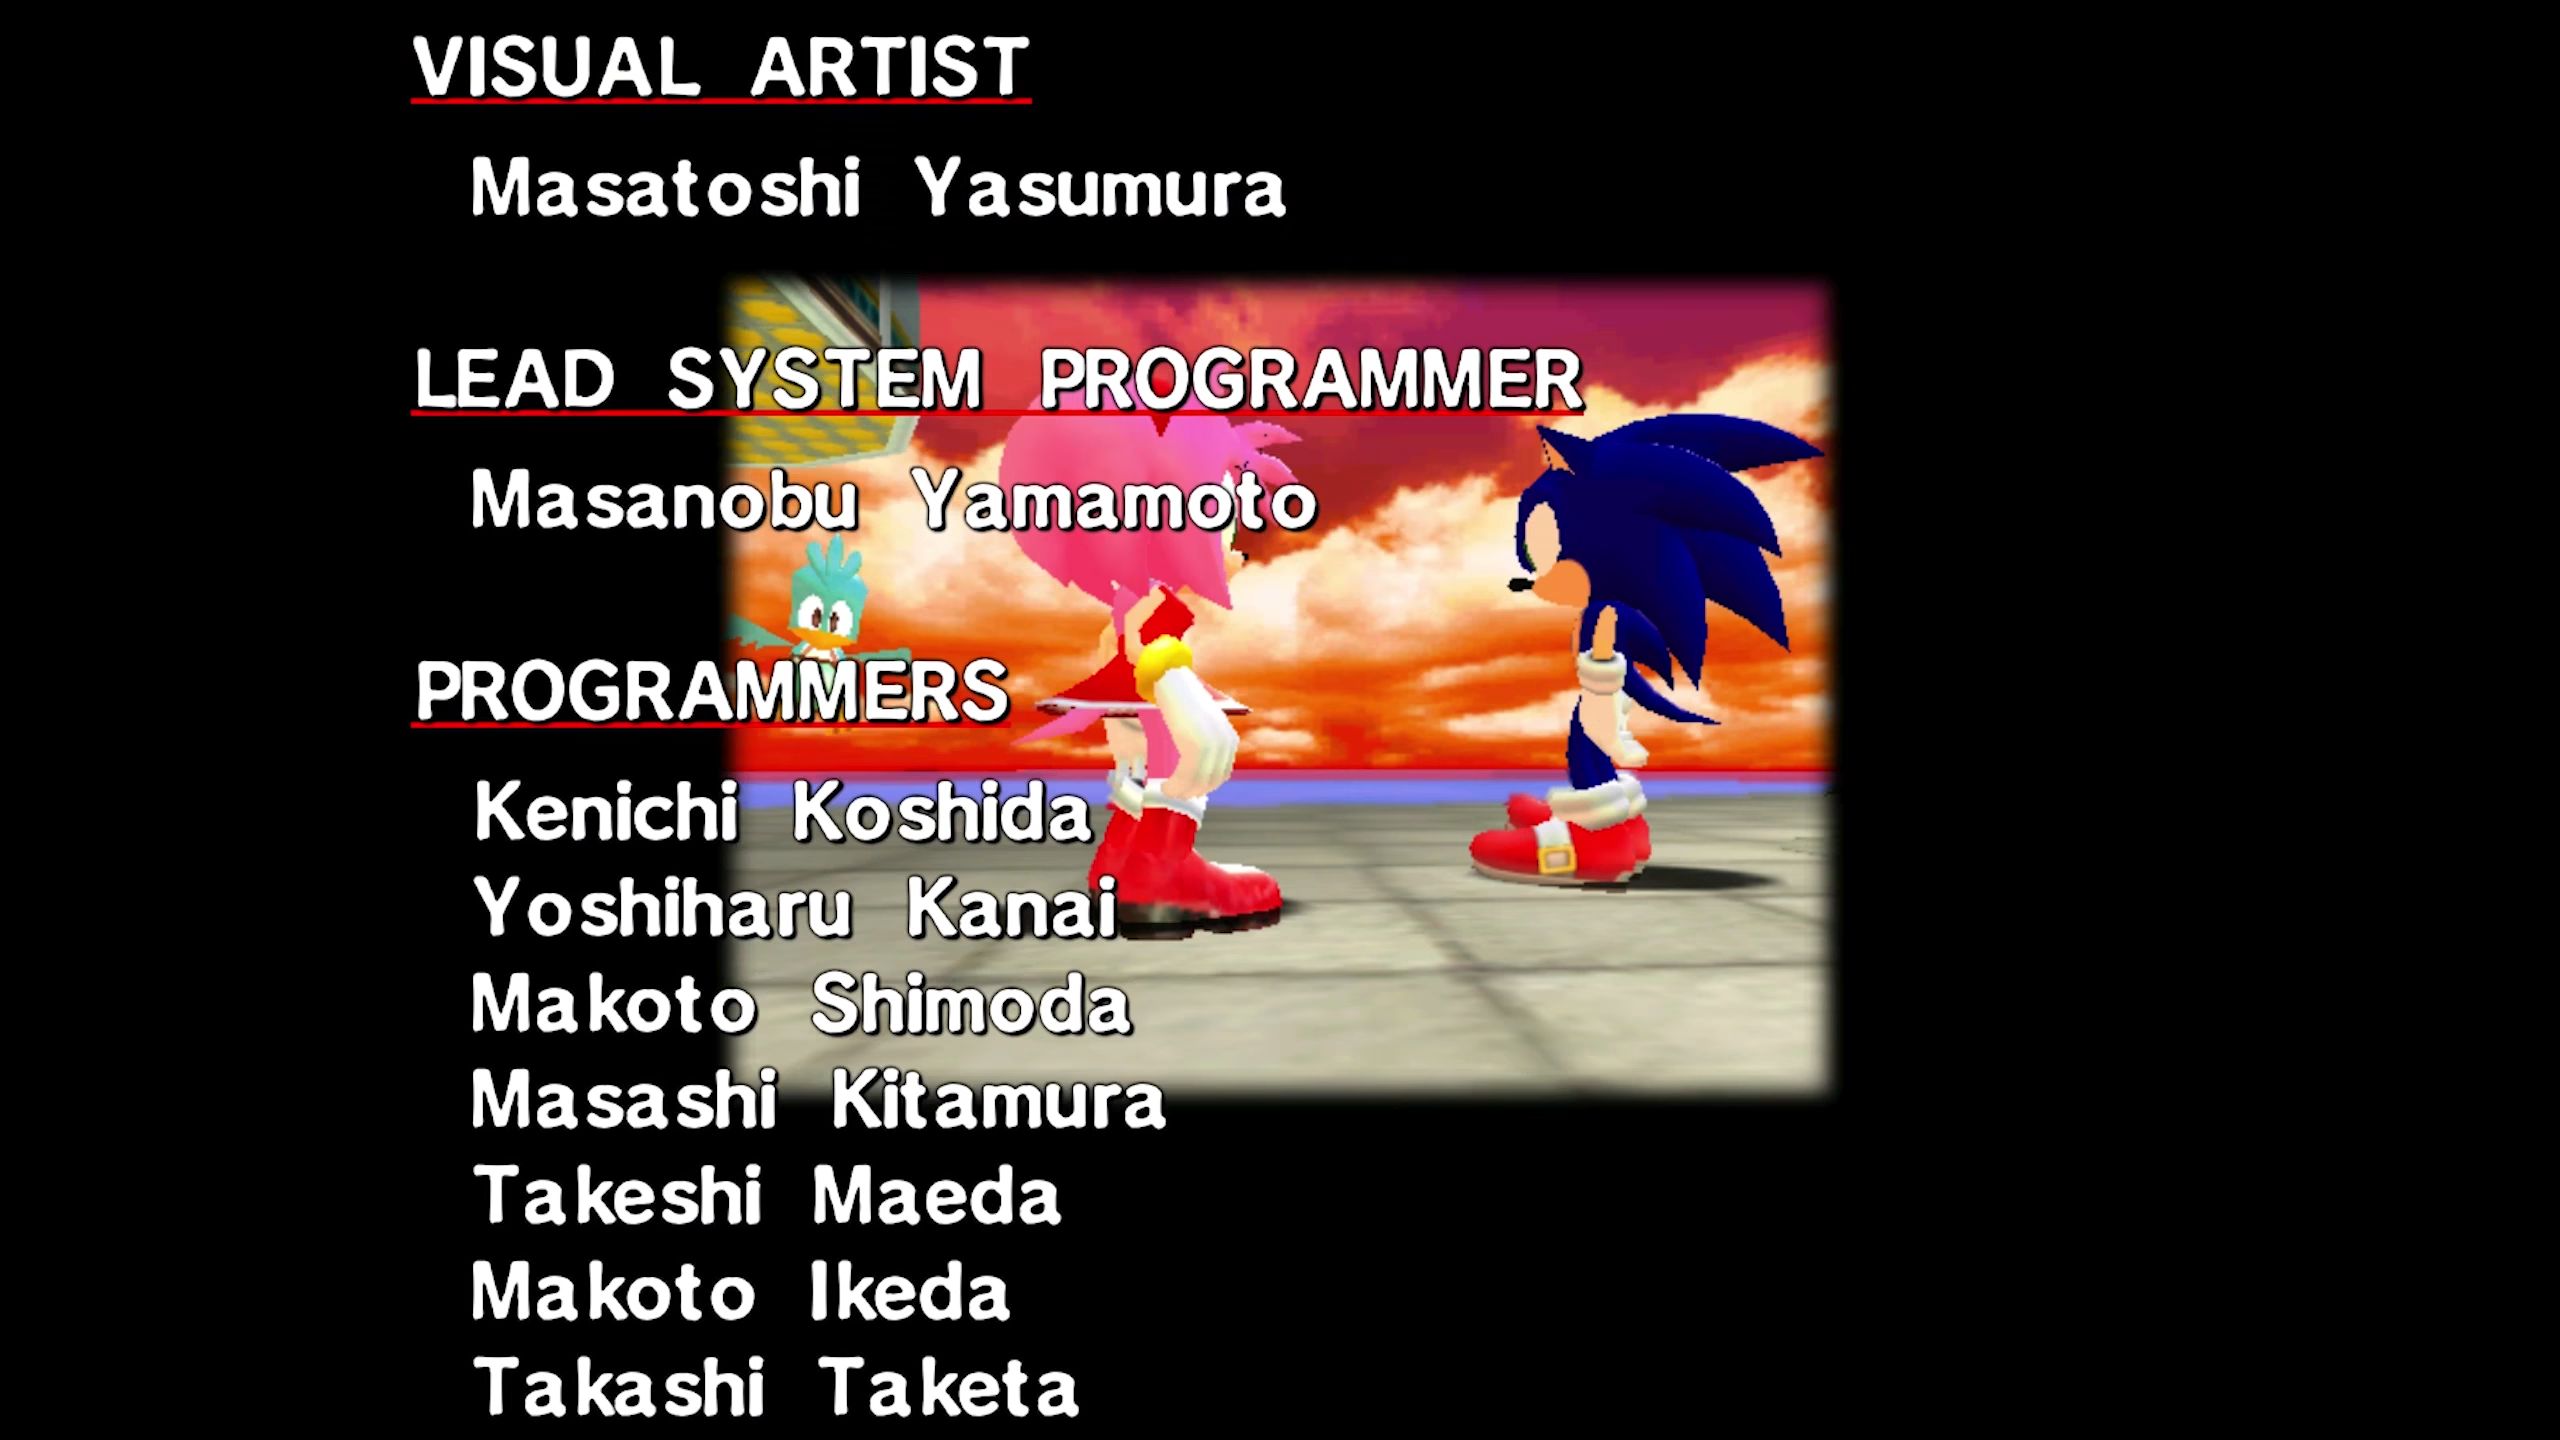 VISUAL ARTIST
Masatoshi Yasumura
LEAD SYSTEM PROGRAMMER
Masanobu Yamamoto
PROGRAMMERS
Kenichi Koshida
Yoshiharu Kanai
Makoto Shimoda
Masashi Kitamura
Takeshi Maeda
Makoto Ikeda
Takashi Taketa